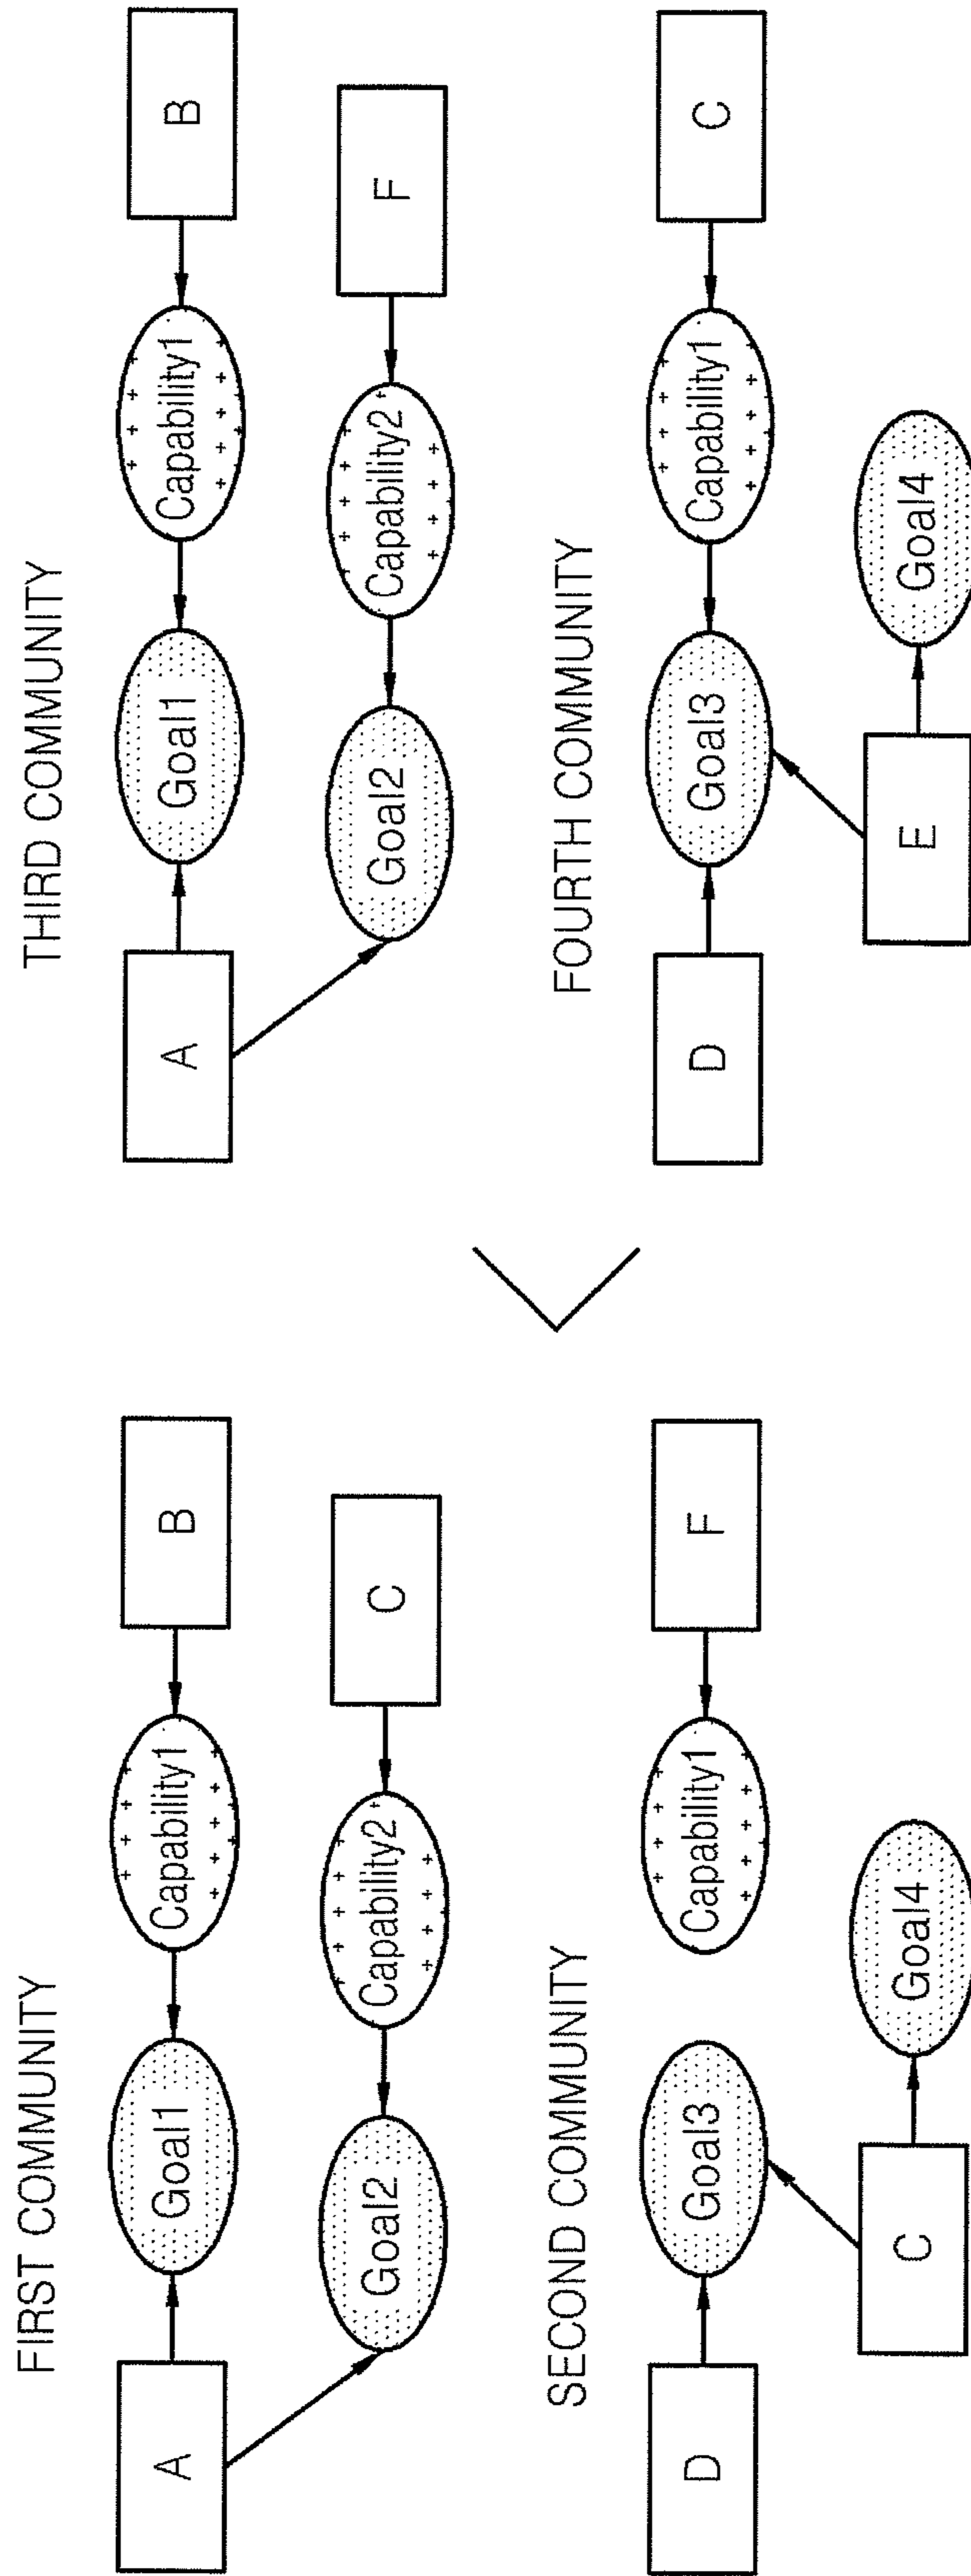 FIRST COMMUNITY
A
Goal1
Capability1
B
Goal2
Capability2
C
SECOND COMMUNITY
D
Goal3
Capability1
F
C
Goal4
THIRD COMMUNITY
A
Goal1
Capability1
B
Goal2
Capability2
F
FOURTH COMMUNITY
D
Goal3
Capability1
C
E
Goal4